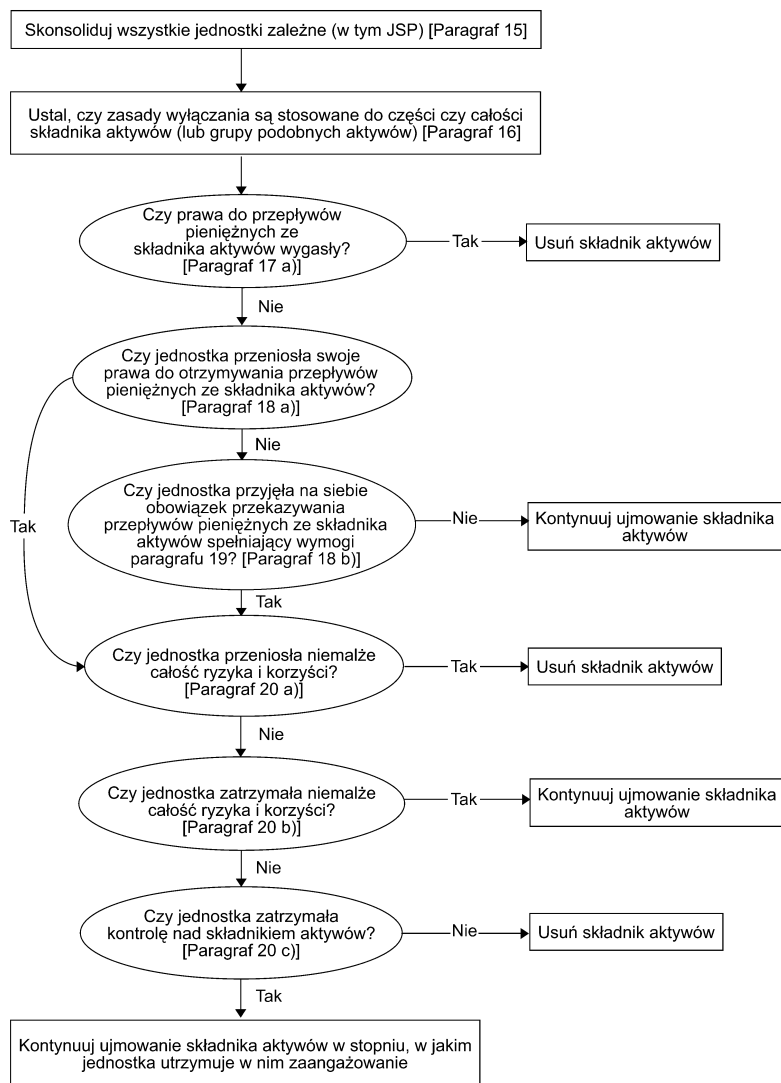 Skonsoliduj wszystkie jednostki zależne (w tym JSP) [Paragraf 15]
Ustal, czy zasady wyłączania są stosowane do części czy całości
składnika aktywów (lub grupy podobnych aktywów) [Paragraf 16]
Czy prawa do przepływów
pieniężnych ze
składnika aktywów wygasły?
[Paragraf 17 a)]
Tak
Usuń składnik aktywów
Nie
Czy jednostka przeniosła swoje
prawa do otrzymywania przepływów
pieniężnych ze składnika aktywów?
[Paragraf 18 a)]
Nie
Tak
Czy jednostka przyjęła na siebie
obowiązek przekazywania
przepływów pieniężnych ze składnika
aktywów spełniający wymogi
paragrafu 19? [Paragraf 18 b)]
Nie
Kontynuuj ujmowanie składnika
aktywów
Tak
Czy jednostka przeniosła niemalże
całość ryzyka i korzyści?
[Paragraf 20 a)]
Tak
Usuń składnik aktywów
Nie
Czy jednostka zatrzymała niemalże
całość ryzyka i korzyści?
[Paragraf 20 b)]
Tak
Kontynuuj ujmowanie składnika
aktywów
Nie
Czy jednostka zatrzymała
kontrolę nad składnikiem aktywów?
[Paragraf 20 c)]
Nie
Usuń składnik aktywów
Tak
Kontynuuj ujmowanie składnika aktywów w stopniu, w jakim
jednostka utrzymuje w nim zaangażowanie